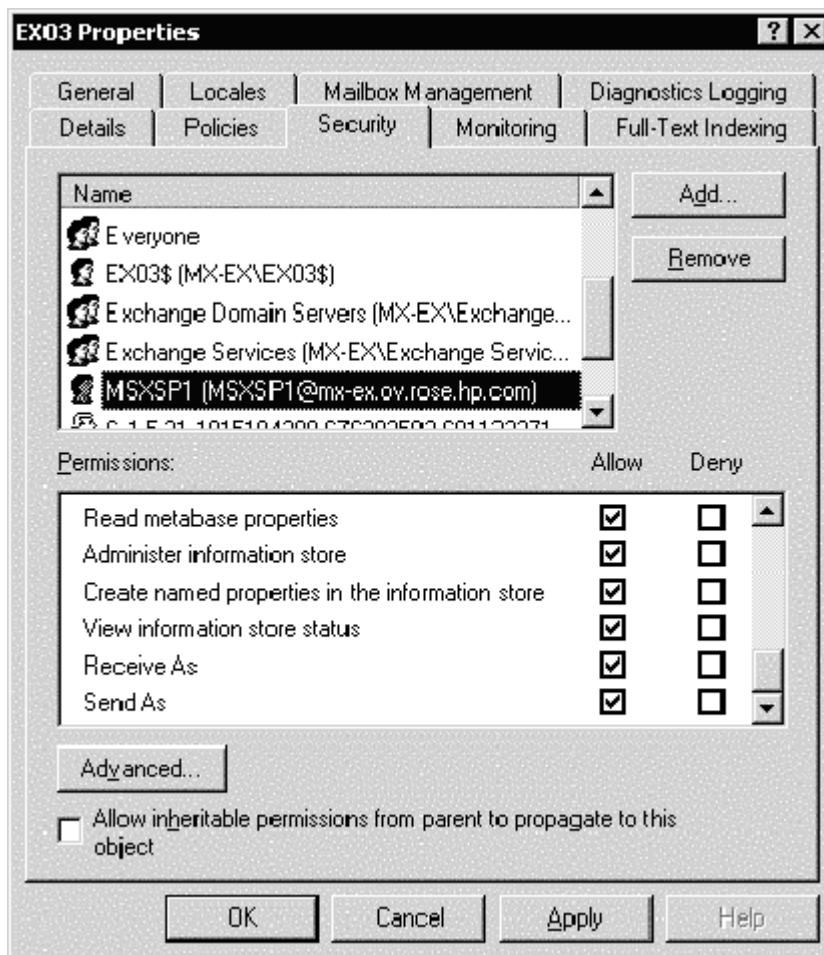 EX03 Properties
? X
General Locales Mailbox Management Diagnostics Logging
Details Policies Security Monitoring Full-Text Indexing
Name
Add...
Everyone
Remove
EX03$ (MX-EX\EX03$)
Exchange Domain Servers (MX-EX\Exchange...
Exchange Services (MX-EX\Exchange Servic...
MSXSP1 (MSXSP1@mx-ex.ov.rose.hp.com)
Permissions: Allow Deny
Read metabase properties
Administer information store
Create named properties in the information store
View information store status
Receive As
Send As
Advanced...
Allow inheritable permissions from parent to propagate to this
object
OK Cancel Apply Help